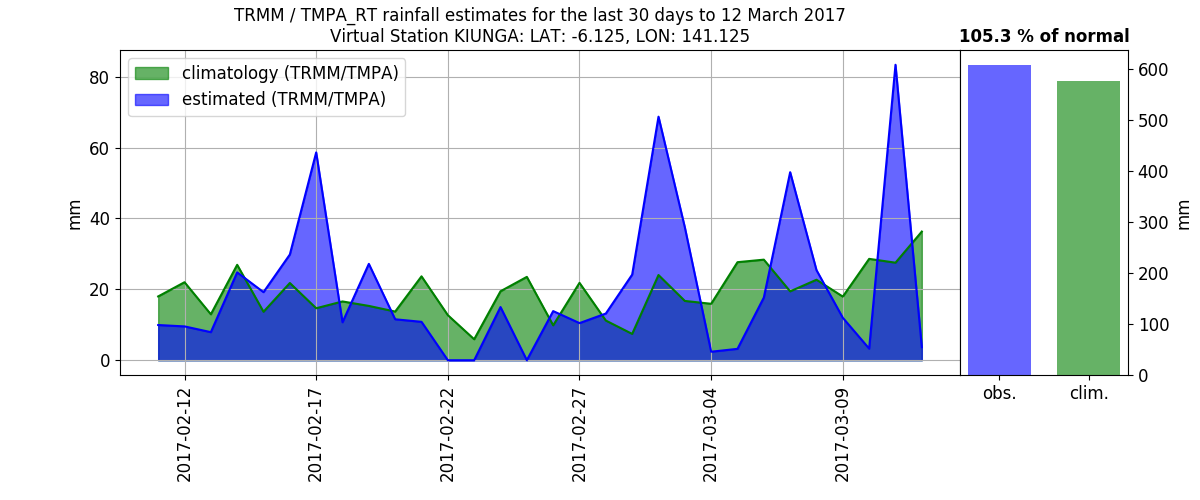 TRMM / TMPA_RT rainfall estimates for the last 30 days to 12 March 2017
Virtual Station KIUNGA: LAT: -6.125, LON: 141.125
105.3 % of normal
climatology (TRMM/TMPA)
estimated (TRMM/TMPA)
80
60
40
20
0
mm
2017-02-12
2017-02-17
2017-02-22
2017-02-27
2017-03-04
2017-03-09
600
500
400
300
200
100
0
mm
obs.
clim.